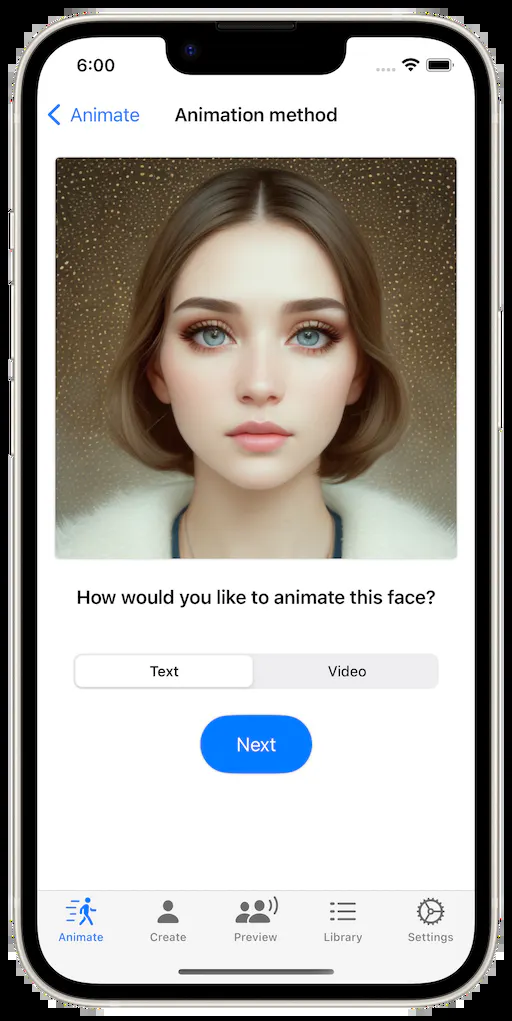 6:00
Animate Animation method
How would you like to animate this face?
Text Video
Next
Animate Create Preview Library Settings